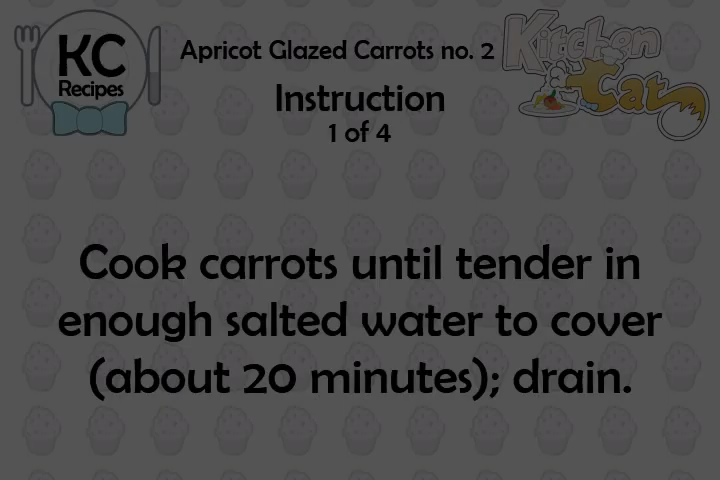 KC
Recipes
Apricot Glazed Carrots no. 2
Kitchen
Cat
Instruction
1 of 4
Cook carrots until tender in
enough salted water to cover
(about 20 minutes); drain.